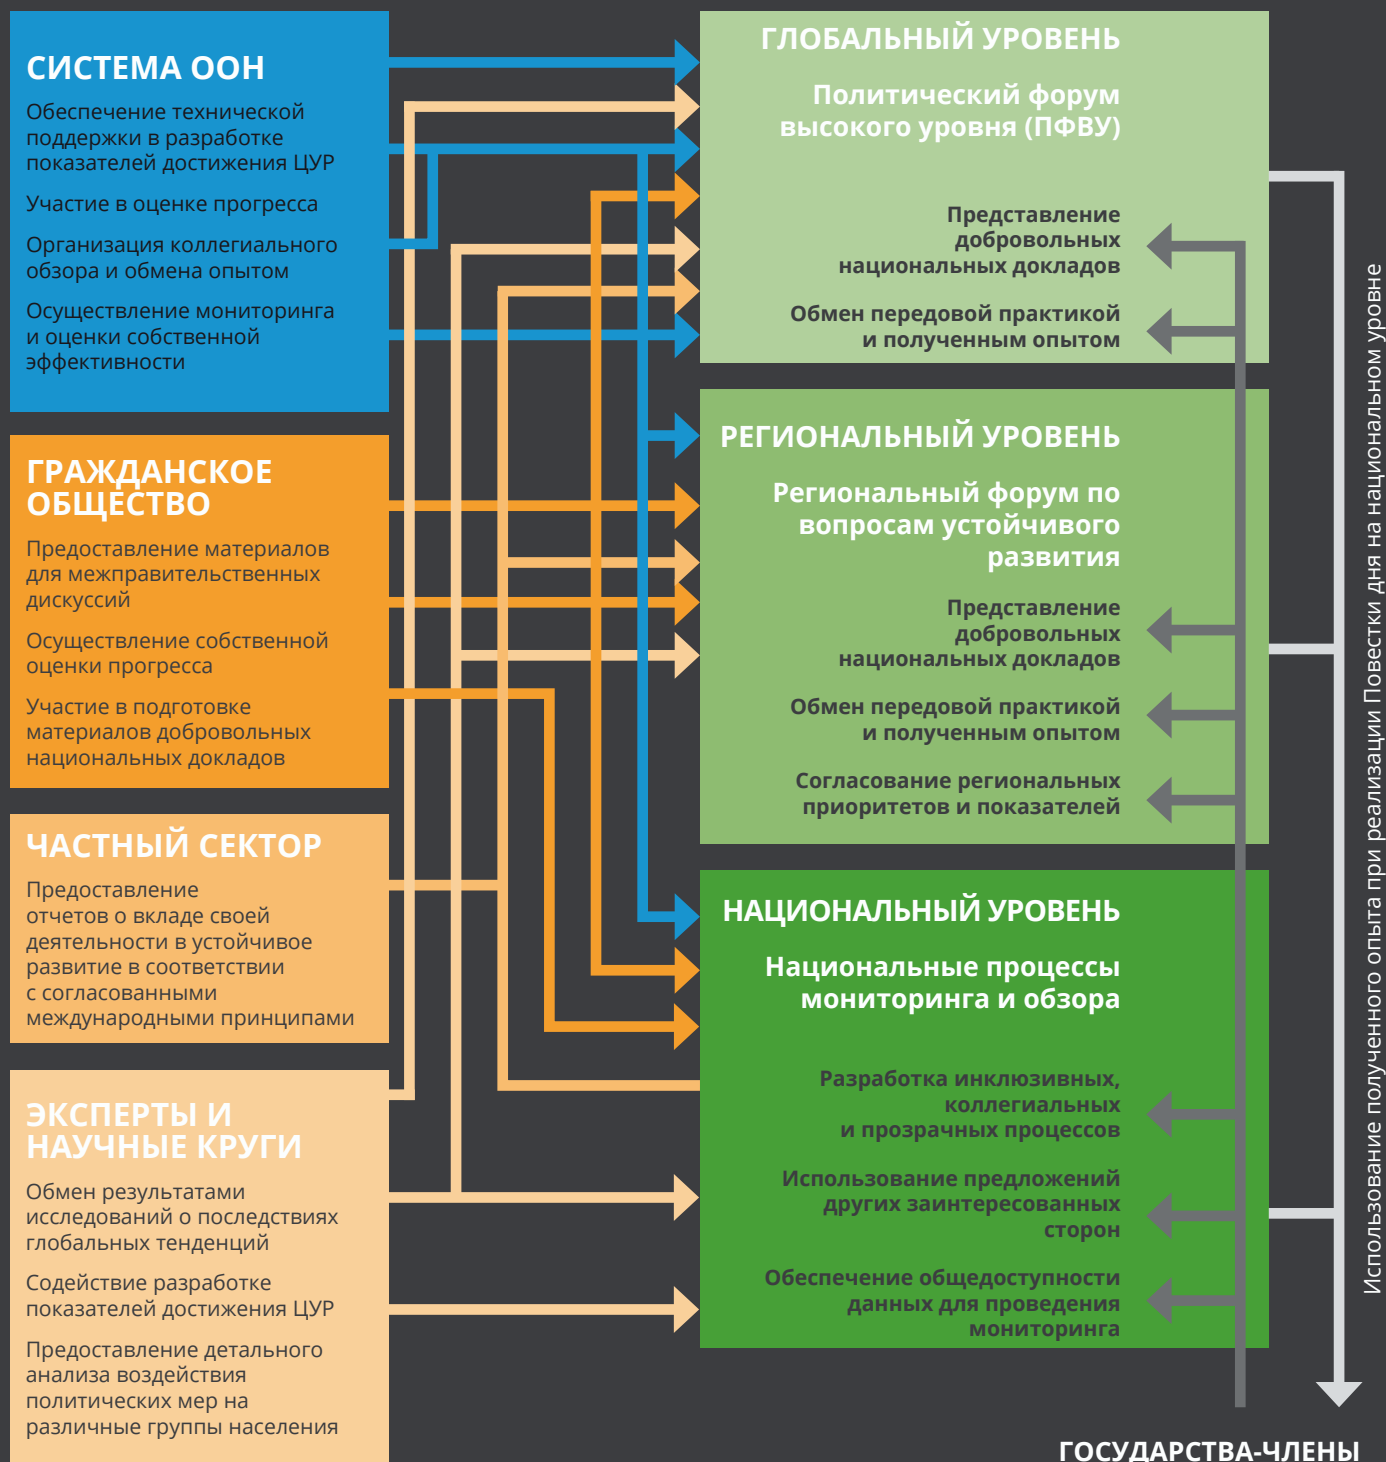 СИСТЕМА ООН
Обеспечение технической
поддержки в разработке
показателей достижения ЦУР
Участие в оценке прогресса
Организация коллегиального
обзора и обмена опытом
Осуществление мониторинга
и оценки собственной
эффективности
ГРАЖДАНСКОЕ
ОБЩЕСТВО
Предоставление материалов
для межправительственных
дискуссий
Осуществление собственной
оценки прогресса
Участие в подготовке
материалов добровольных
национальных докладов
ЧАСТНЫЙ СЕКТОР
Предоставление
отчетов о вкладе своей
деятельности в устойчивое
развитие в соответствии
с согласованными
международными принципами
ЭКСПЕРТЫ И
НАУЧНЫЕ КРУГИ
Обмен результатами
исследований о последствиях
глобальных тенденций
Содействие разработке
показателей достижения ЦУР
Предоставление детального
анализа воздействия
политических мер на
различные группы населения
ГЛОБАЛЬНЫЙ УРОВЕНЬ
Политический форум
высокого уровня (ПФВУ)
Представление
добровольных
национальных докладов
Обмен передовой практикой
и полученным опытом
РЕГИОНАЛЬНЫЙ УРОВЕНЬ
Региональный форум по
вопросам устойчивого
развития
Представление
добровольных
национальных докладов
Обмен передовой практикой
и полученным опытом
Согласование региональных
приоритетов и показателей
НАЦИОНАЛЬНЫЙ УРОВЕНЬ
Национальные процессы
мониторинга и обзора
Разработка инклюзивных,
коллегиальных
и прозрачных процессов
Использование предложений
других заинтересованных
сторон
Обеспечение общедоступности
данных для проведения
мониторинга
Использование полученного опыта при реализации Повестки дня на национальном уровне
ГОСУДАРСТВА-ЧЛЕНЫ